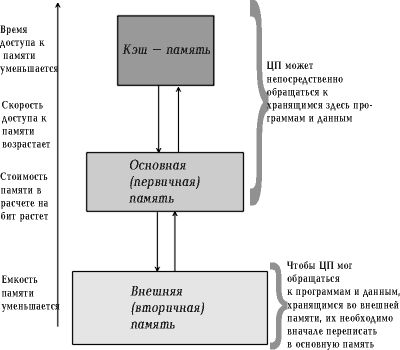 Время
доступа к
памяти
уменьшается
Скорость
доступа к
памяти
возрастает
Стоимость
памяти в
расчете на
бит растет
Емкость
памяти
уменьшается
Кэш – память
Основная
(первичная)
память
Внешняя
(вторичная)
память
ЦП может
непосредственно
обращаться к
хранящимся здесь про-
граммам и данным
Чтобы ЦП мог
обращаться
к программам и данным,
хранящимся во внешней
памяти, их необходимо
вначале переписать
в основную память